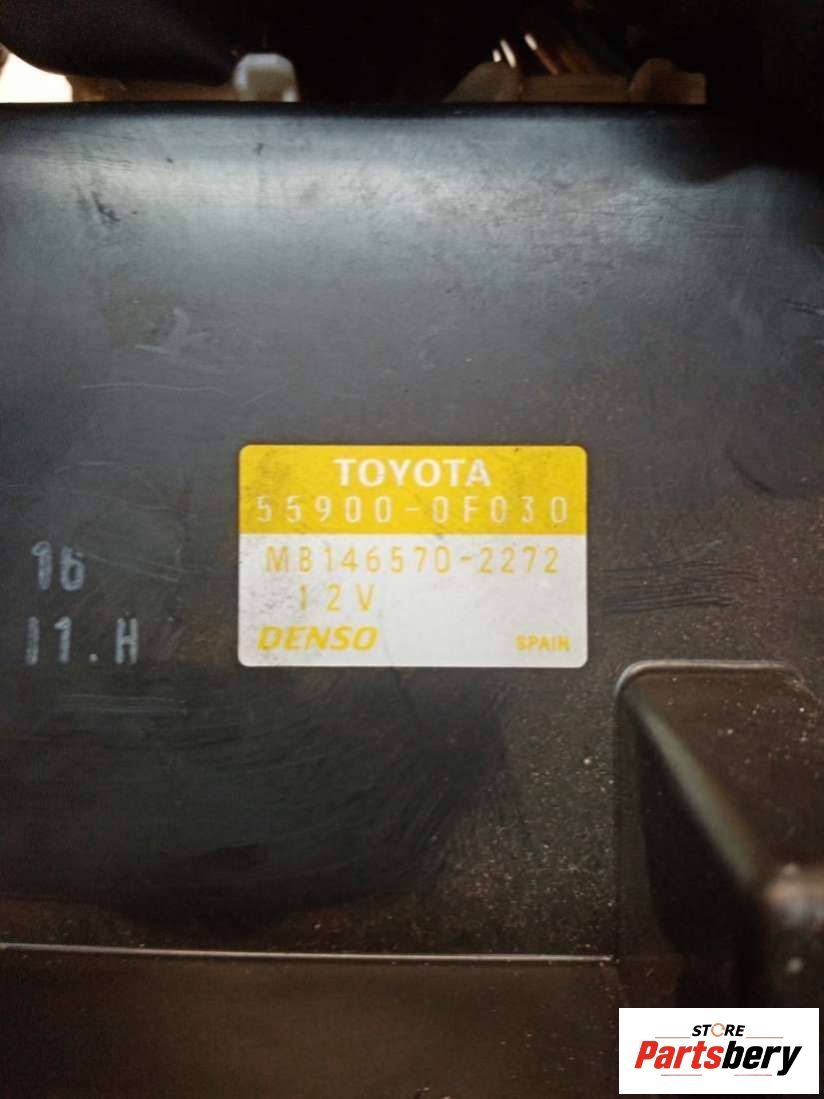 TOYOTA
55900-0F030
MB146570-2272
12V
DENSO SPAIN
16
11.H
STORE
Partsbery